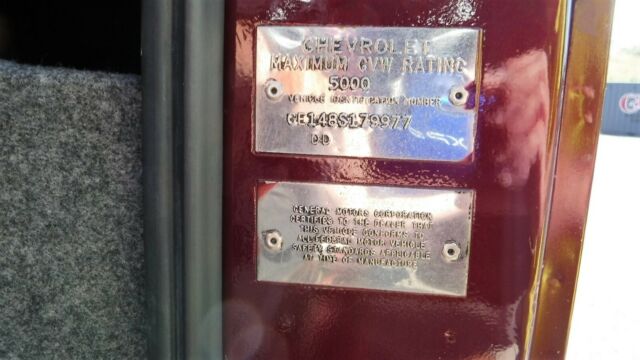 CHEVROLET
MAXIMUM GVW RATING
5000
VEHICLE IDENTIFICATION NUMBER
CE148S179977
DD
GENERAL MOTORS CORPORATION
CERTIFIES TO THE DEALER THAT
THIS VEHICLE CONFORMS TO
ALL FEDERAL MOTOR VEHICLE
SAFETY STANDARDS APPLICABLE
AT TIME OF MANUFACTURE